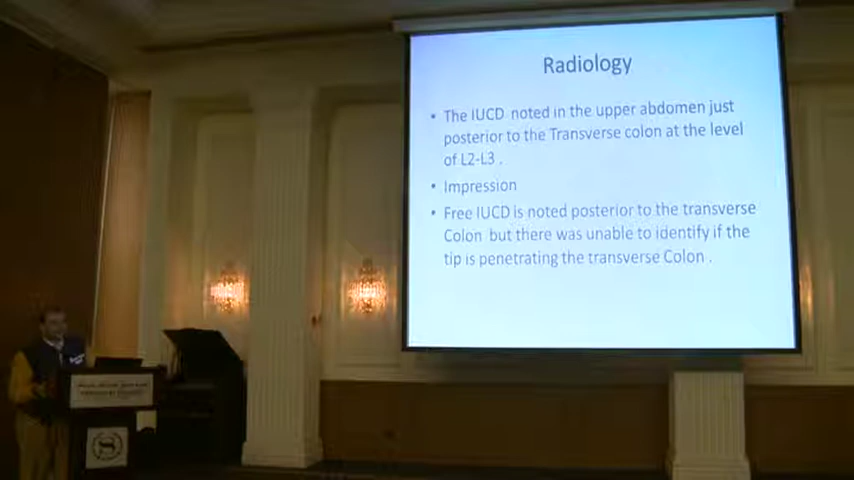 Radiology
• The IUCD noted in the upper abdomen just
posterior to the Transverse colon at the level
of L2-L3 .
• Impression
• Free IUCD is noted posterior to the transverse
Colon but there was unable to identify if the
tip is penetrating the transverse Colon .
S